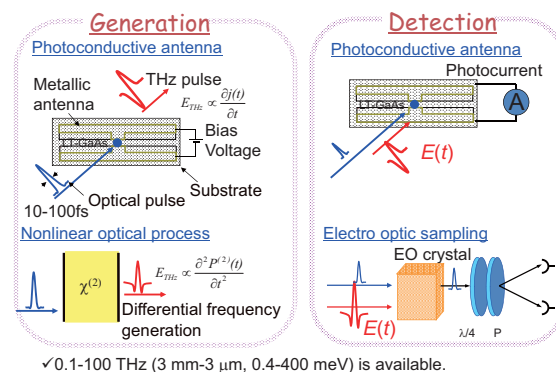 Generation
Photoconductive antenna
THz pulse
Metallic
antenna
E_THz ∝ ∂j(t)/∂t
LT-GaAs
Bias
Voltage
Substrate
Optical pulse
10-100fs
Nonlinear optical process
χ(2)
E_THz ∝ ∂²P(2)(t)/∂t²
Differential frequency
generation
Detection
Photoconductive antenna
Photocurrent
A
LT-GaAs
E(t)
Electro optic sampling
EO crystal
E(t)
λ/4
P
✓0.1-100 THz (3 mm-3 μm, 0.4-400 meV) is available.